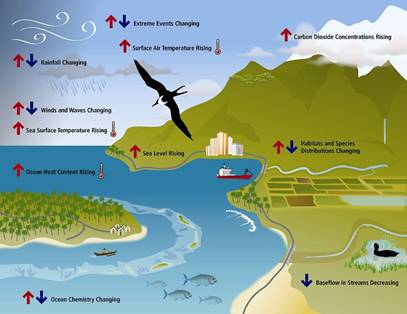 Extreme Events Changing
Surface Air Temperature Rising
Carbon Dioxide Concentrations Rising
Rainfall Changing
Winds and Waves Changing
Sea Surface Temperature Rising
Sea Level Rising
Habitats and Species
Distributions Changing
Ocean Heat Content Rising
Baseflow in Streams Decreasing
Ocean Chemistry Changing